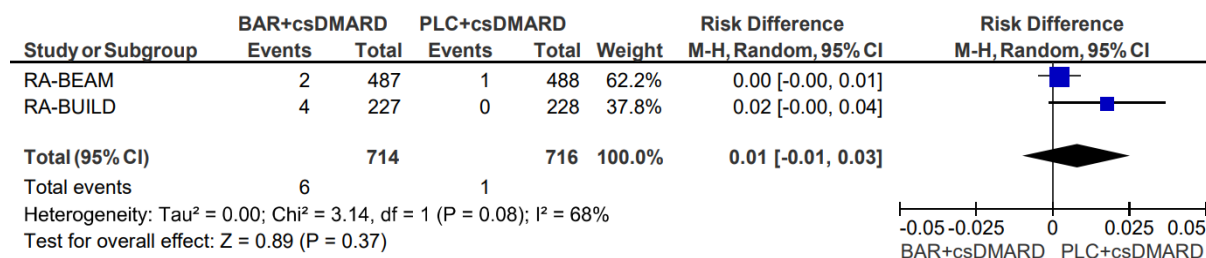 BAR+csDMARD PLC+csDMARD Risk Difference Risk Difference
Study or Subgroup Events Total Events Total Weight M-H, Random, 95% CI M-H, Random, 95% CI
RA-BEAM 2 487 1 488 62.2% 0.00 [-0.00, 0.01]
RA-BUILD 4 227 0 228 37.8% 0.02 [-0.00, 0.04]
Total (95% CI) 714 716 100.0% 0.01 [-0.01, 0.03]
Total events 6 1
Heterogeneity: Tau² = 0.00; Chi² = 3.14, df = 1 (P = 0.08); I² = 68%
Test for overall effect: Z = 0.89 (P = 0.37)
-0.05 -0.025 0 0.025 0.05
BAR+csDMARD PLC+csDMARD